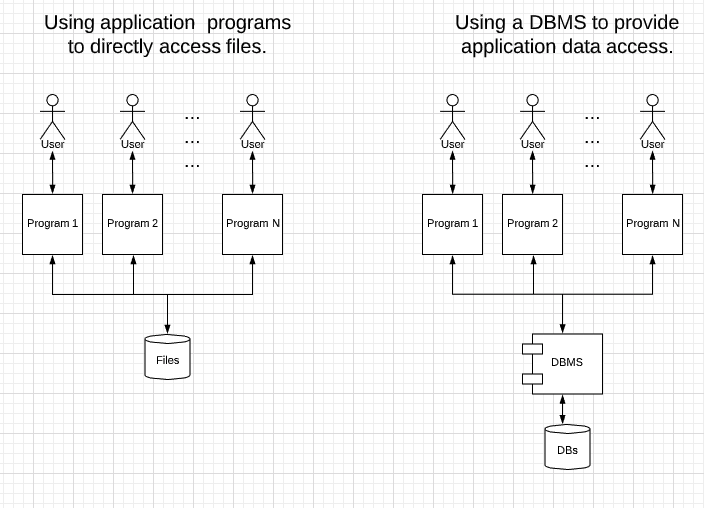 Using application programs
to directly access files.
Using a DBMS to provide
application data access.
User
User
...
...
...
User
Program 1
Program 2
Program N
Files
User
User
...
...
...
User
Program 1
Program 2
Program N
DBMS
DBs